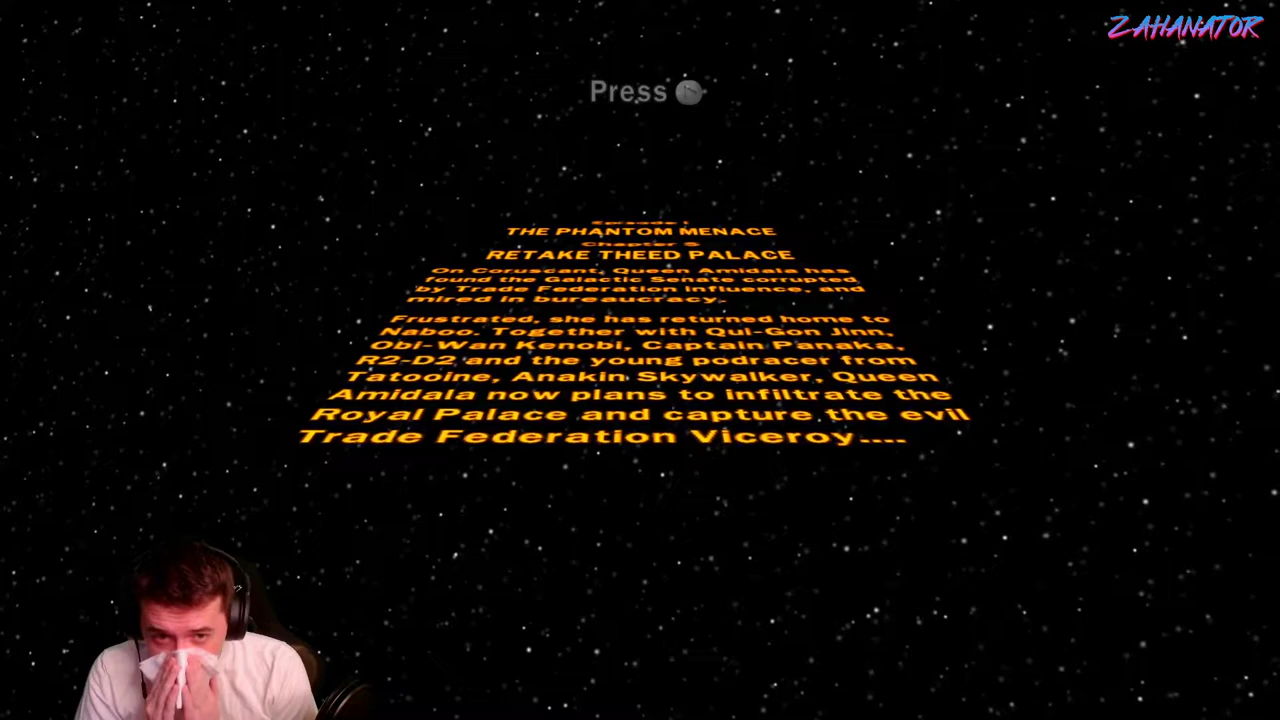 ZAHANATOR
Press
Episode I
THE PHANTOM MENACE
Chapter 5
RETAKE THEED PALACE
On Coruscant, Queen Amidala has
found the Galactic Senate corrupted
by Trade Federation influence, and
mired in bureaucracy.
Frustrated, she has returned home to
Naboo. Together with Qui-Gon Jinn,
Obi-Wan Kenobi, Captain Panaka,
R2-D2 and the young podracer from
Tatooine, Anakin Skywalker, Queen
Amidala now plans to infiltrate the
Royal Palace and capture the evil
Trade Federation Viceroy....